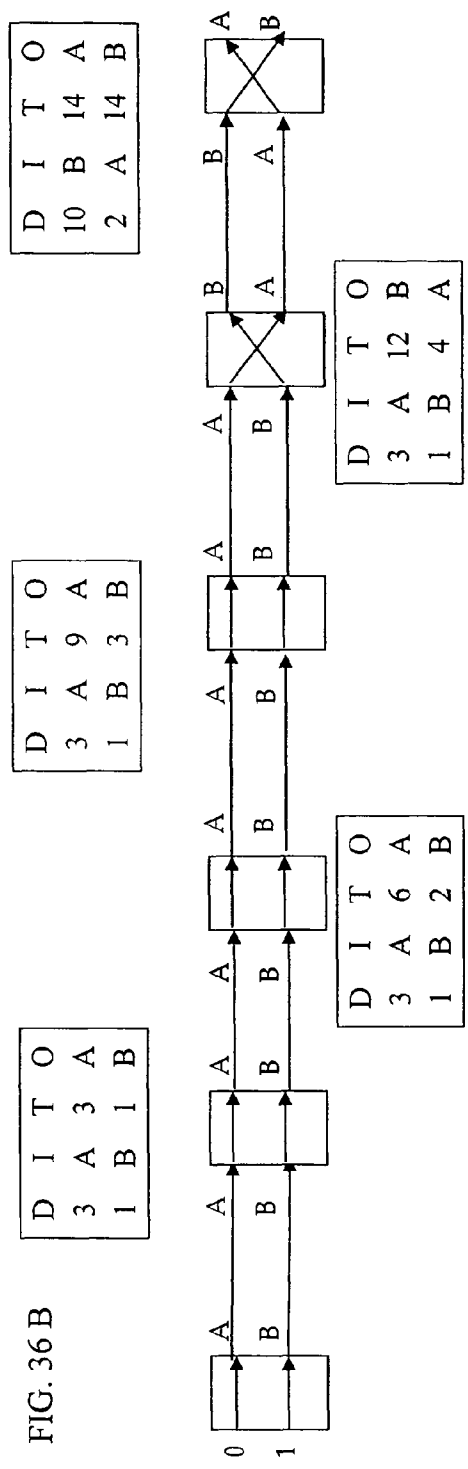 FIG. 36 B
D I T O
3 A 3 A
1 B 1 B
D I T O
3 A 9 A
1 B 3 B
D I T O
10 B 14 A
2 A 14 B
0 A A A A A A A A B B A
1 B B B B B B B B A A B
D I T O
3 A 6 A
1 B 2 B
D I T O
3 A 12 B
1 B 4 A